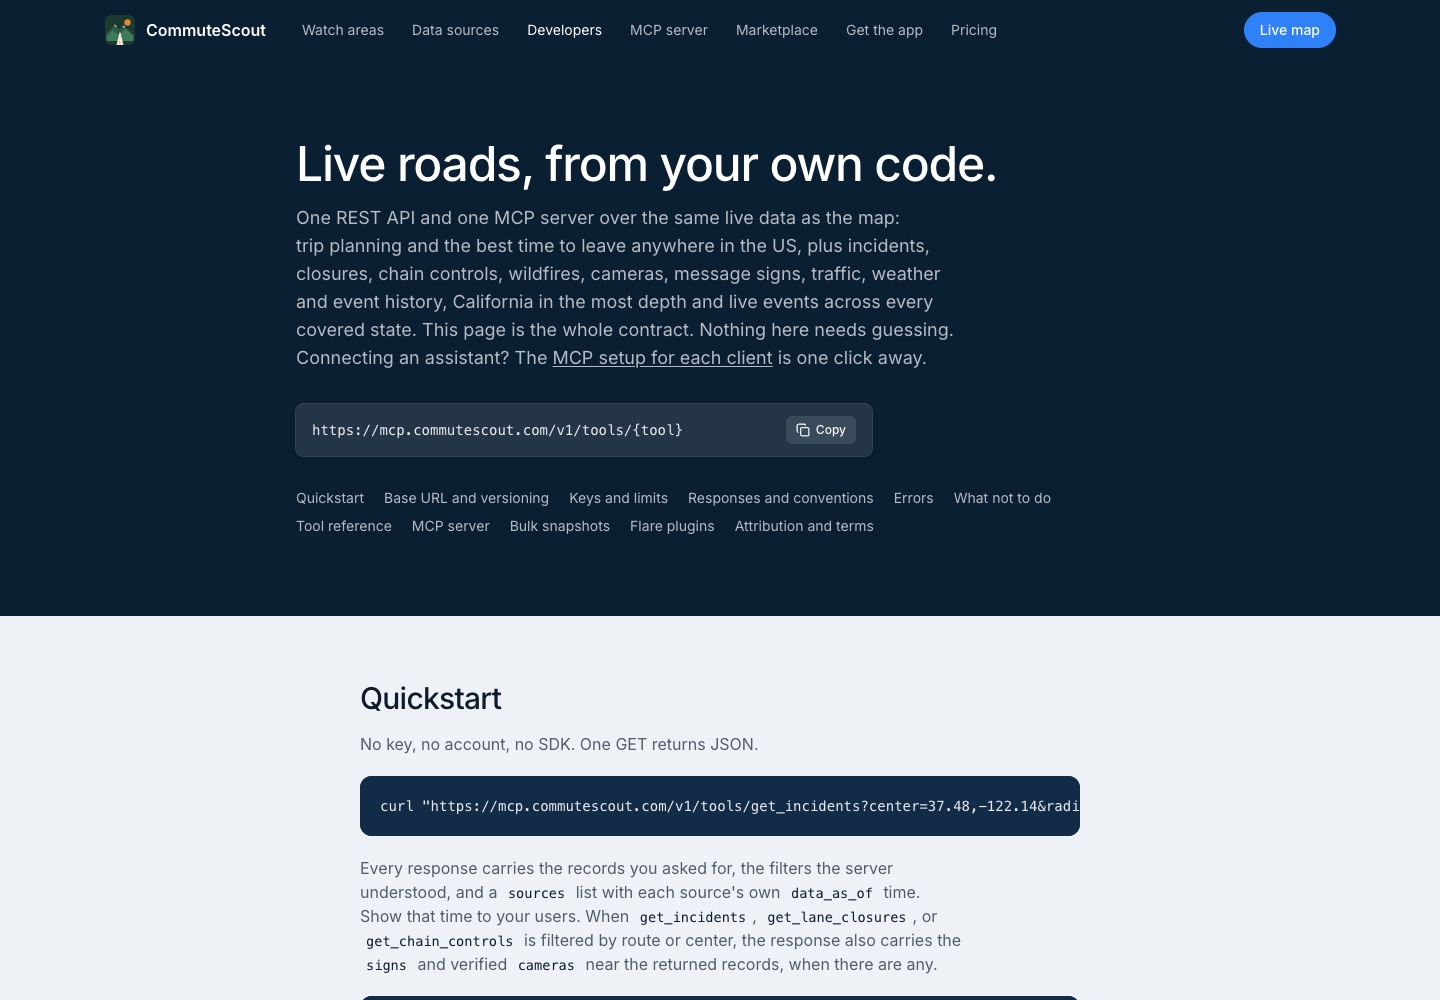 CommuteScout
Watch areas
Data sources
Developers
MCP server
Marketplace
Get the app
Pricing
Live map
Live roads, from your own code.
One REST API and one MCP server over the same live data as the map:
trip planning and the best time to leave anywhere in the US, plus incidents,
closures, chain controls, wildfires, cameras, message signs, traffic, weather
and event history, California in the most depth and live events across every
covered state. This page is the whole contract. Nothing here needs guessing.
Connecting an assistant? The MCP setup for each client is one click away.
https://mcp.commutescout.com/v1/tools/{tool}
Copy
Quickstart
Base URL and versioning
Keys and limits
Responses and conventions
Errors
What not to do
Tool reference
MCP server
Bulk snapshots
Flare plugins
Attribution and terms
Quickstart
No key, no account, no SDK. One GET returns JSON.
curl "https://mcp.commutescout.com/v1/tools/get_incidents?center=37.48,-122.14&radi
Every response carries the records you asked for, the filters the server
understood, and a sources list with each source's own data_as_of time.
Show that time to your users. When get_incidents, get_lane_closures, or
get_chain_controls is filtered by route or center, the response also carries the
signs and verified cameras near the returned records, when there are any.